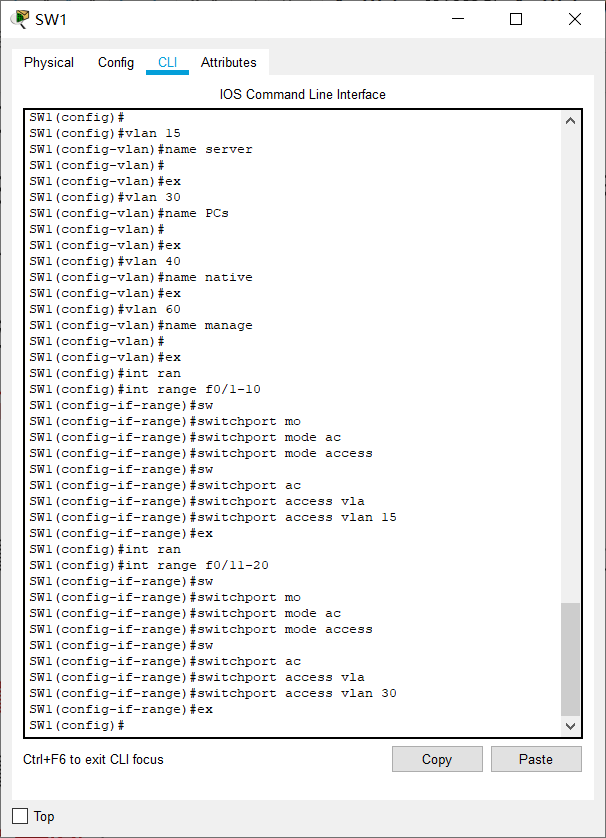 SW1
Physical Config CLI Attributes
IOS Command Line Interface
SW1(config)#
SW1(config)#vlan 15
SW1(config-vlan)#name server
SW1(config-vlan)#
SW1(config-vlan)#ex
SW1(config)#vlan 30
SW1(config-vlan)#name PCs
SW1(config-vlan)#
SW1(config-vlan)#ex
SW1(config)#vlan 40
SW1(config-vlan)#name native
SW1(config-vlan)#ex
SW1(config)#vlan 60
SW1(config-vlan)#name manage
SW1(config-vlan)#
SW1(config-vlan)#ex
SW1(config)#int ran
SW1(config)#int range f0/1-10
SW1(config-if-range)#sw
SW1(config-if-range)#switchport mo
SW1(config-if-range)#switchport mode ac
SW1(config-if-range)#switchport mode access
SW1(config-if-range)#sw
SW1(config-if-range)#switchport ac
SW1(config-if-range)#switchport access vla
SW1(config-if-range)#switchport access vlan 15
SW1(config-if-range)#ex
SW1(config)#int ran
SW1(config)#int range f0/11-20
SW1(config-if-range)#sw
SW1(config-if-range)#switchport mo
SW1(config-if-range)#switchport mode ac
SW1(config-if-range)#switchport mode access
SW1(config-if-range)#sw
SW1(config-if-range)#switchport ac
SW1(config-if-range)#switchport access vla
SW1(config-if-range)#switchport access vlan 30
SW1(config-if-range)#ex
SW1(config)#
Ctrl+F6 to exit CLI focus
Copy
Paste
Top